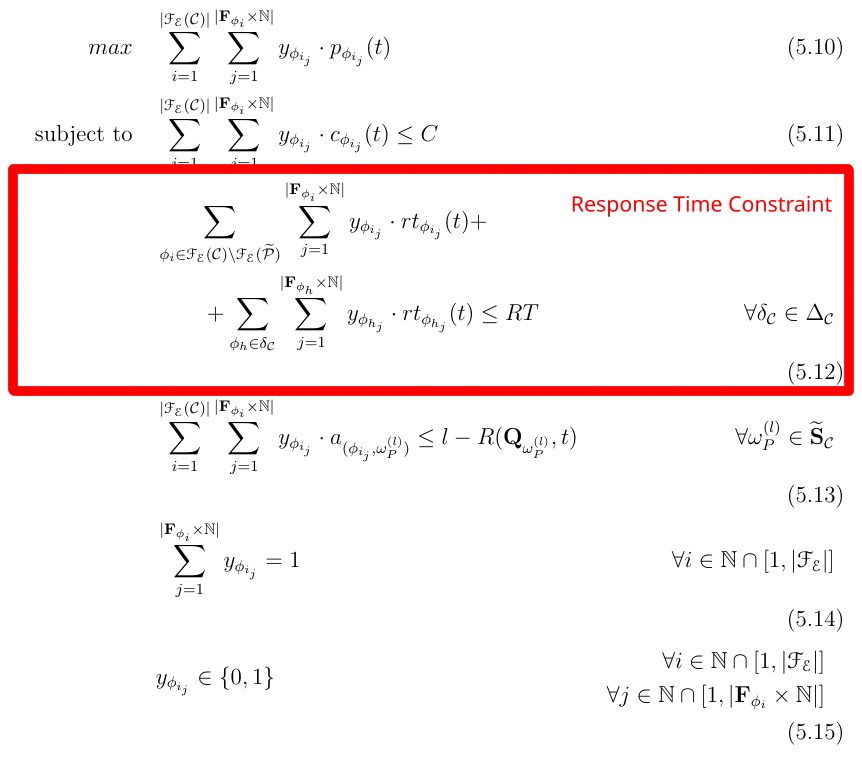 max \sum_{i=1}^{|\mathcal{F}_{\mathcal{E}}(\mathcal{C})|} \sum_{j=1}^{|\mathbf{F}_{\phi_i} \times \mathbb{N}|} y_{\phi_{i_j}} \cdot p_{\phi_{i_j}}(t) (5.10)
subject to \sum_{i=1}^{|\mathcal{F}_{\mathcal{E}}(\mathcal{C})|} \sum_{j=1}^{|\mathbf{F}_{\phi_i} \times \mathbb{N}|} y_{\phi_{i_j}} \cdot c_{\phi_{i_j}}(t) \leq C (5.11)
Response Time Constraint
\sum_{\phi_i \in \mathcal{F}_{\mathcal{E}}(\mathcal{C}) \setminus \mathcal{F}_{\mathcal{E}}(\widetilde{\mathcal{P}})} \sum_{j=1}^{|\mathbf{F}_{\phi_i} \times \mathbb{N}|} y_{\phi_{i_j}} \cdot rt_{\phi_{i_j}}(t) +
+ \sum_{\phi_h \in \delta_{\mathcal{C}}} \sum_{j=1}^{|\mathbf{F}_{\phi_h} \times \mathbb{N}|} y_{\phi_{h_j}} \cdot rt_{\phi_{h_j}}(t) \leq RT \forall \delta_{\mathcal{C}} \in \Delta_{\mathcal{C}}
(5.12)
\sum_{i=1}^{|\mathcal{F}_{\mathcal{E}}(\mathcal{C})|} \sum_{j=1}^{|\mathbf{F}_{\phi_i} \times \mathbb{N}|} y_{\phi_{i_j}} \cdot a_{(\phi_{i_j}, \omega_P^{(l)})} \leq l - R(\mathbf{Q}_{\omega_P^{(l)}}, t) \forall \omega_P^{(l)} \in \widetilde{\mathbf{S}}_{\mathcal{C}}
(5.13)
\sum_{j=1}^{|\mathbf{F}_{\phi_i} \times \mathbb{N}|} y_{\phi_{i_j}} = 1 \forall i \in \mathbb{N} \cap [1, |\mathcal{F}_{\mathcal{E}}|]
(5.14)
y_{\phi_{i_j}} \in \{0, 1\} \forall i \in \mathbb{N} \cap [1, |\mathcal{F}_{\mathcal{E}}|]
\forall j \in \mathbb{N} \cap [1, |\mathbf{F}_{\phi_i} \times \mathbb{N}|]
(5.15)